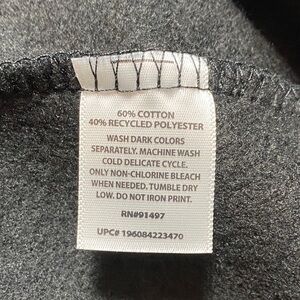 60% COTTON
40% RECYCLED POLYESTER
WASH DARK COLORS
SEPARATELY. MACHINE WASH
COLD DELICATE CYCLE.
ONLY NON-CHLORINE BLEACH
WHEN NEEDED. TUMBLE DRY
LOW. DO NOT IRON PRINT.
RN#91497
UPC# 196084223470